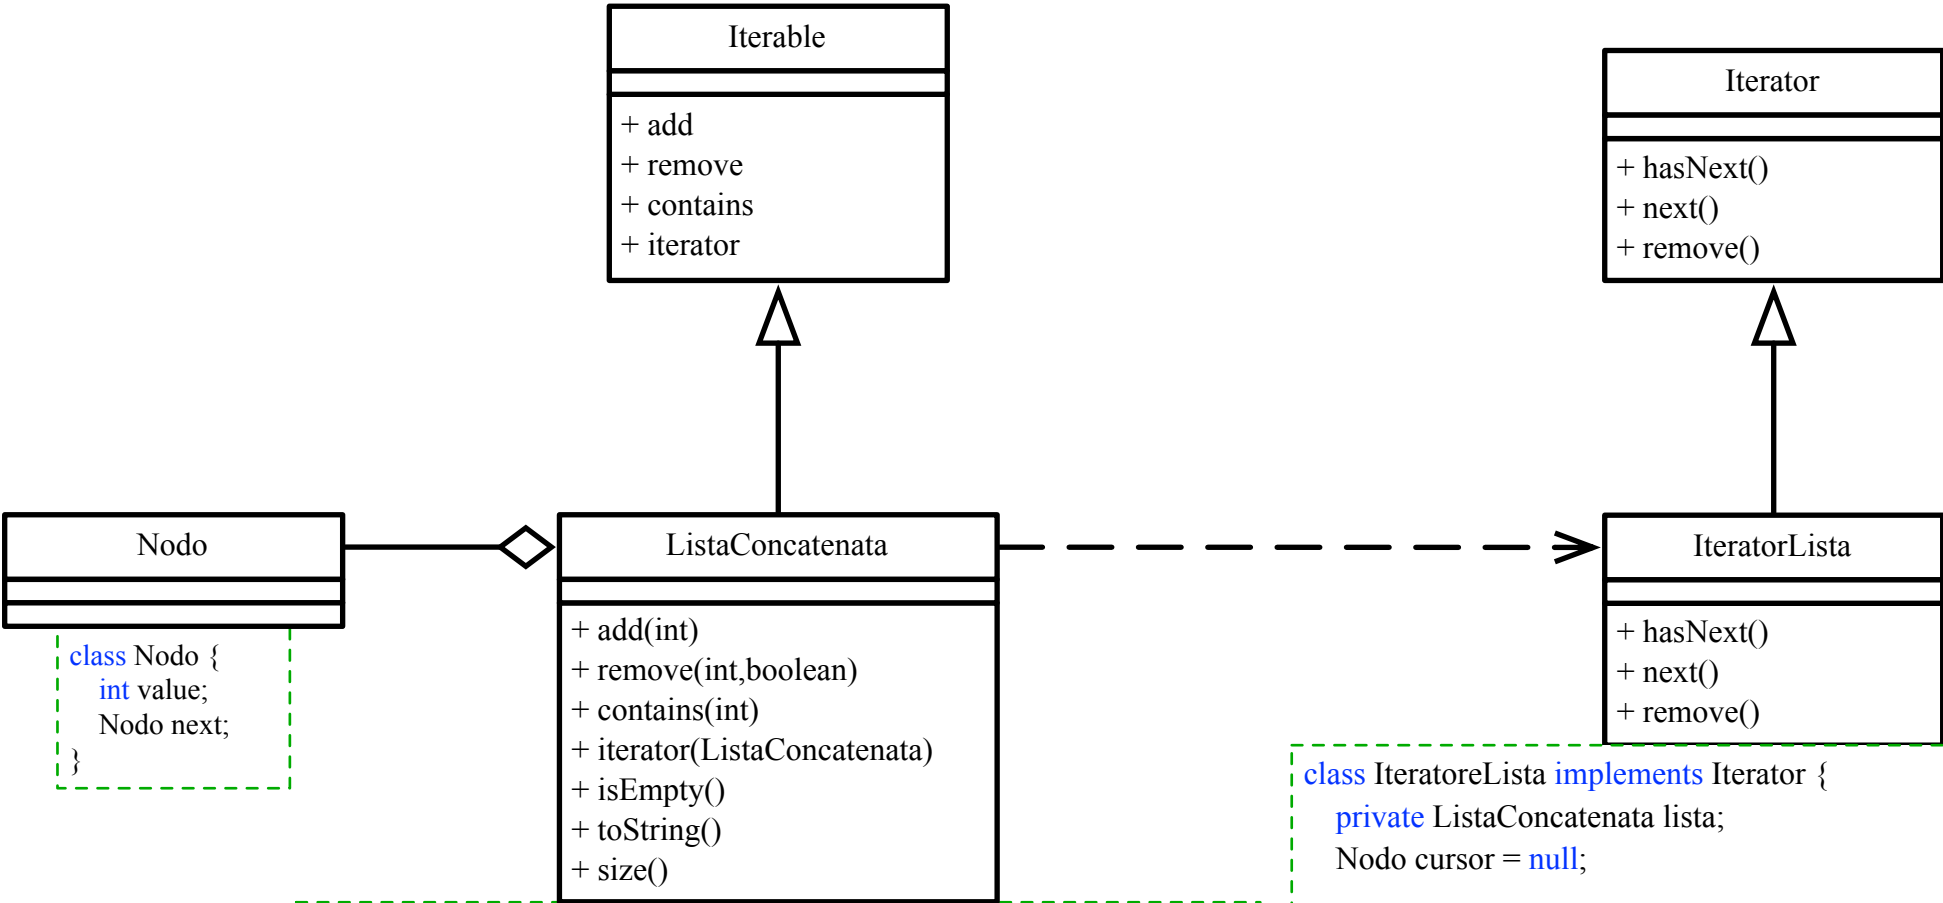 Iterable
+ add
+ remove
+ contains
+ iterator
Iterator
+ hasNext()
+ next()
+ remove()
Nodo
class Nodo {
int value;
Nodo next;
}
ListaConcatenata
+ add(int)
+ remove(int,boolean)
+ contains(int)
+ iterator(ListaConcatenata)
+ isEmpty()
+ toString()
+ size()
IteratorLista
+ hasNext()
+ next()
+ remove()
class IteratoreLista implements Iterator {
private ListaConcatenata lista;
Nodo cursor = null;